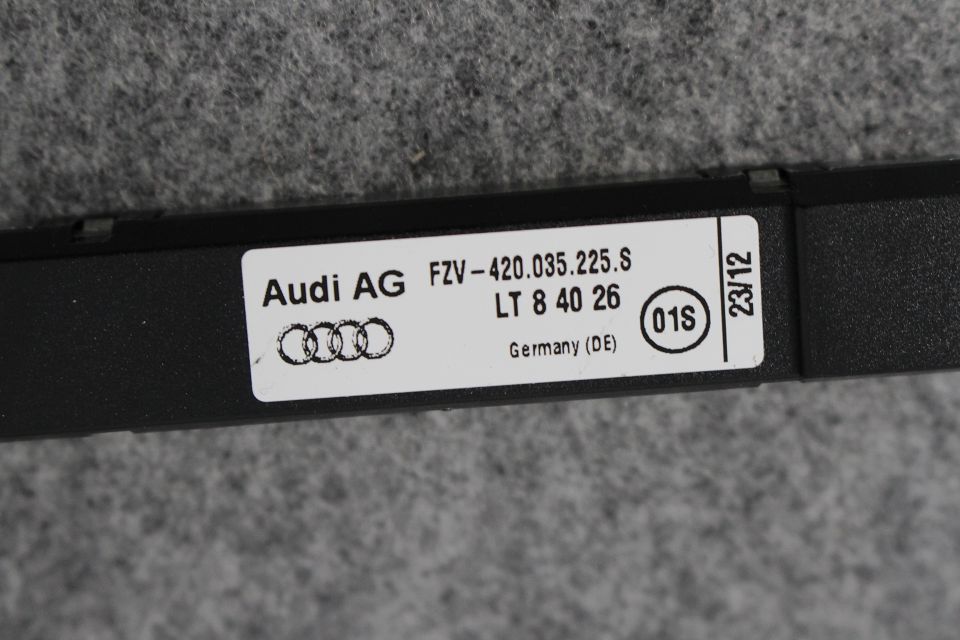 Audi AG
FZV-420.035.225.S
LT 8 40 26
Germany (DE)
01S
23/12